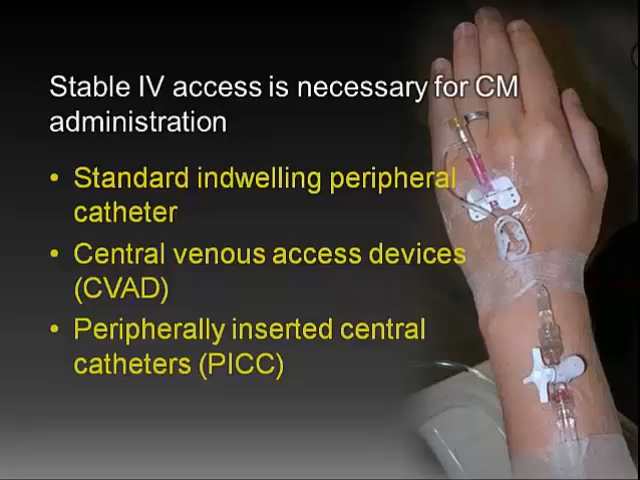 Stable IV access is necessary for CM
administration
• Standard indwelling peripheral
catheter
• Central venous access devices
(CVAD)
• Peripherally inserted central
catheters (PICC)